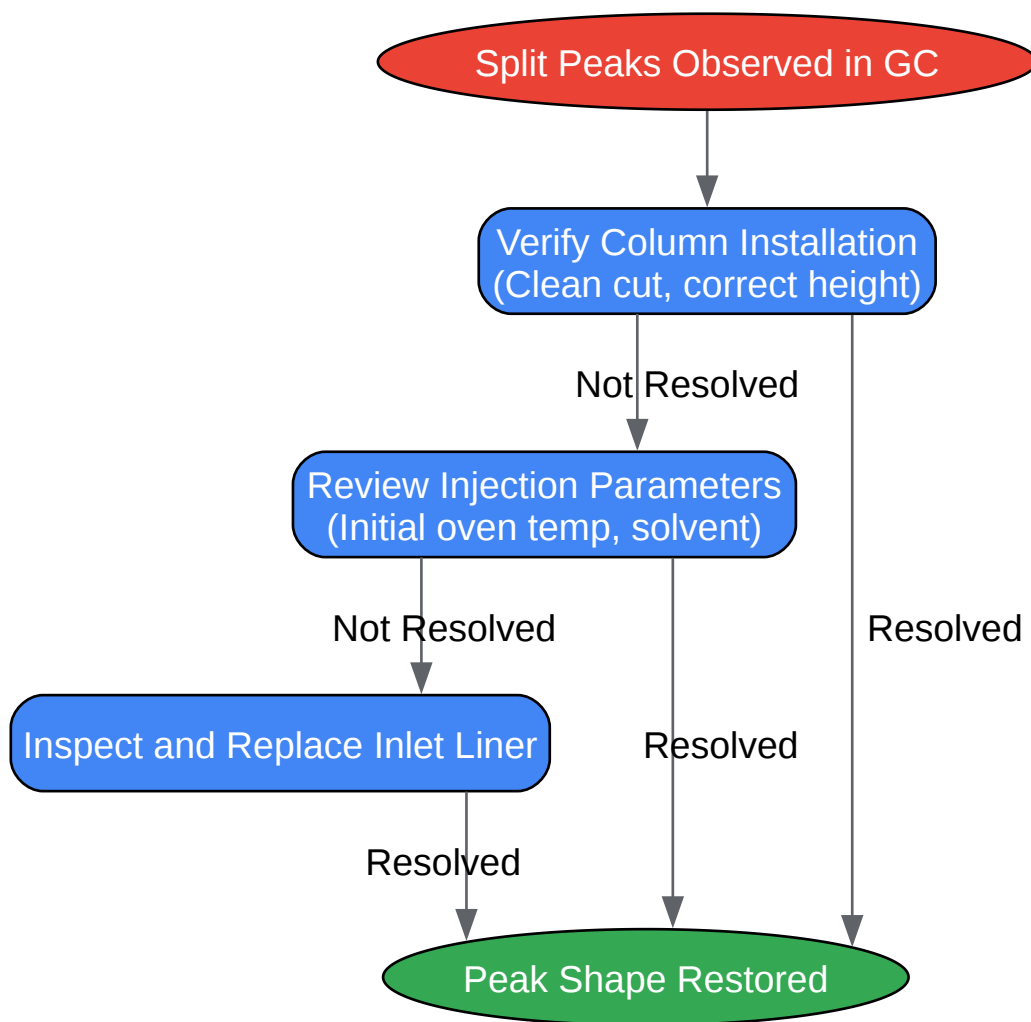 Split Peaks Observed in GC
Verify Column Installation
(Clean cut, correct height)
Not Resolved
Review Injection Parameters
(Initial oven temp, solvent)
Not Resolved
Resolved
Inspect and Replace Inlet Liner
Resolved
Resolved
Peak Shape Restored